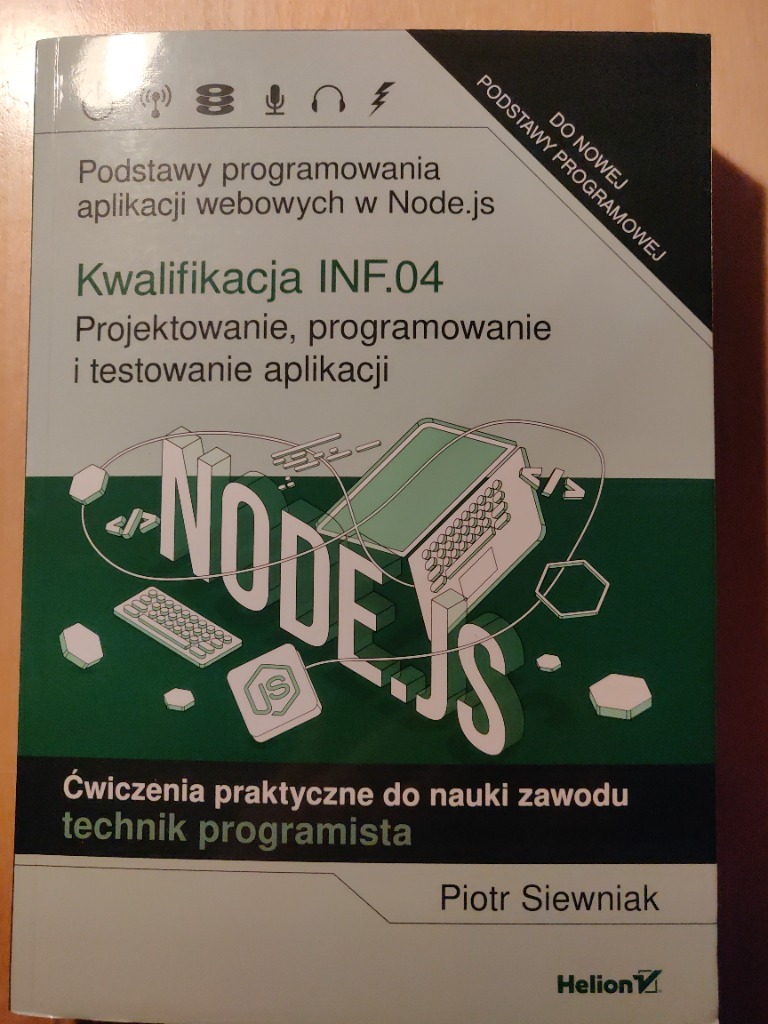 DO NOWEJ
PODSTAWY PROGRAMOWEJ
Podstawy programowania
aplikacji webowych w Node.js
Kwalifikacja INF.04
Projektowanie, programowanie
i testowanie aplikacji
</>
</>
NODE.JS
JS
Ćwiczenia praktyczne do nauki zawodu
technik programista
Piotr Siewniak
Helion